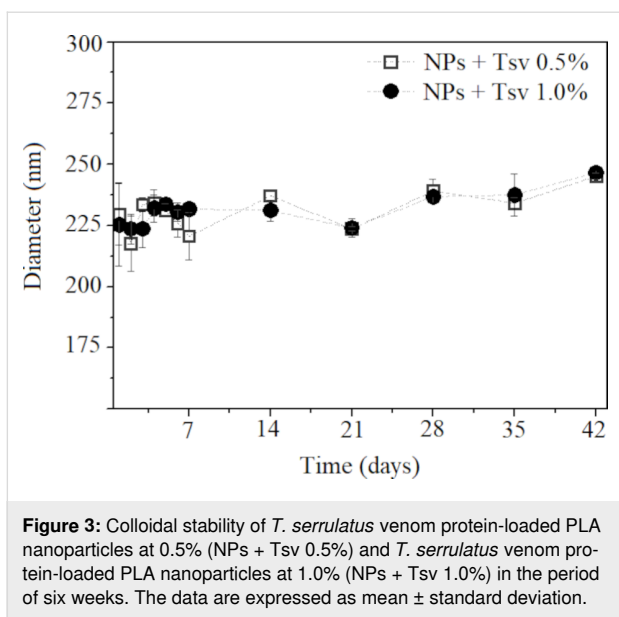 300
275
250
225
200
175
Diameter (nm)
NPs + Tsv 0.5%
NPs + Tsv 1.0%
7 14 21 28 35 42
Time (days)
Figure 3: Colloidal stability of T. serrulatus venom protein-loaded PLA
nanoparticles at 0.5% (NPs + Tsv 0.5%) and T. serrulatus venom pro-
tein-loaded PLA nanoparticles at 1.0% (NPs + Tsv 1.0%) in the period
of six weeks. The data are expressed as mean ± standard deviation.